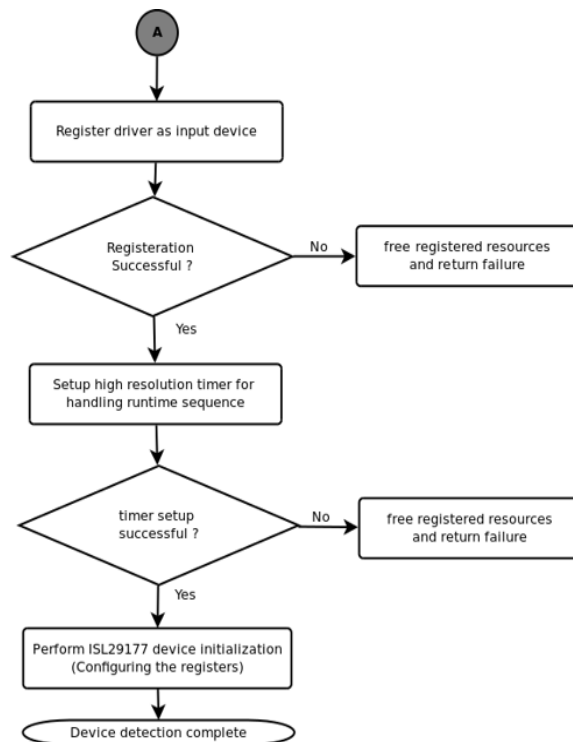 A
Register driver as input device
Registeration
Successful ?
No
free registered resources
and return failure
Yes
Setup high resolution timer for
handling runtime sequence
timer setup
successful ?
No
free registered resources
and return failure
Yes
Perform ISL29177 device initialization
(Configuring the registers)
Device detection complete